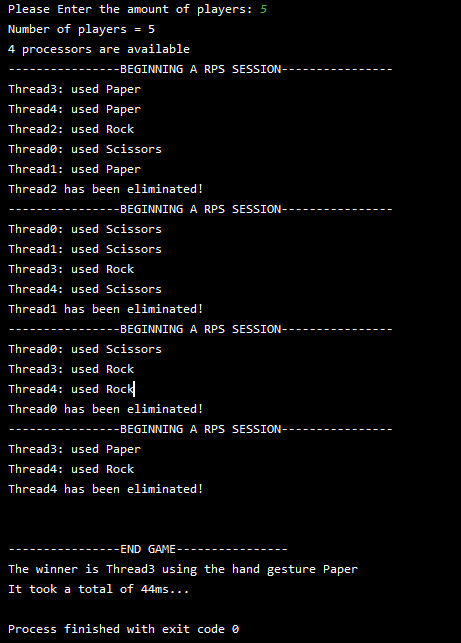 Please Enter the amount of players: 5
Number of players = 5
4 processors are available
----------------BEGINNING A RPS SESSION----------------
Thread3: used Paper
Thread4: used Paper
Thread2: used Rock
Thread0: used Scissors
Thread1: used Paper
Thread2 has been eliminated!
----------------BEGINNING A RPS SESSION----------------
Thread0: used Scissors
Thread1: used Scissors
Thread3: used Rock
Thread4: used Scissors
Thread1 has been eliminated!
----------------BEGINNING A RPS SESSION----------------
Thread0: used Scissors
Thread3: used Rock
Thread4: used Rock
Thread0 has been eliminated!
----------------BEGINNING A RPS SESSION----------------
Thread3: used Paper
Thread4: used Rock
Thread4 has been eliminated!
----------------END GAME----------------
The winner is Thread3 using the hand gesture Paper
It took a total of 44ms...
Process finished with exit code 0